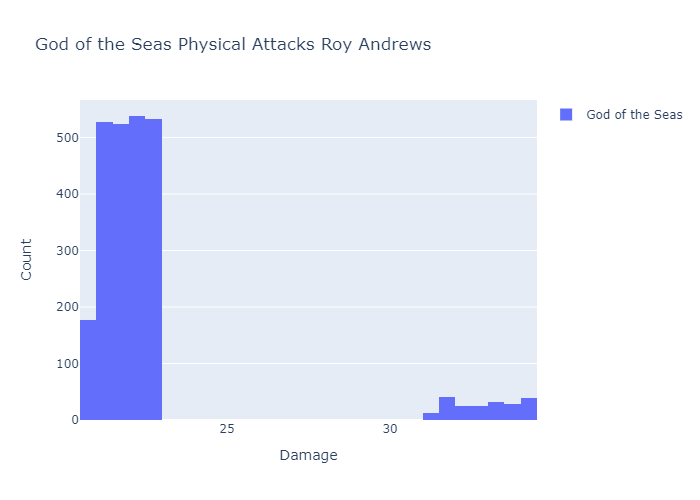 God of the Seas Physical Attacks Roy Andrews
God of the Seas
500
400
300
200
100
0
25
30
Count
Damage